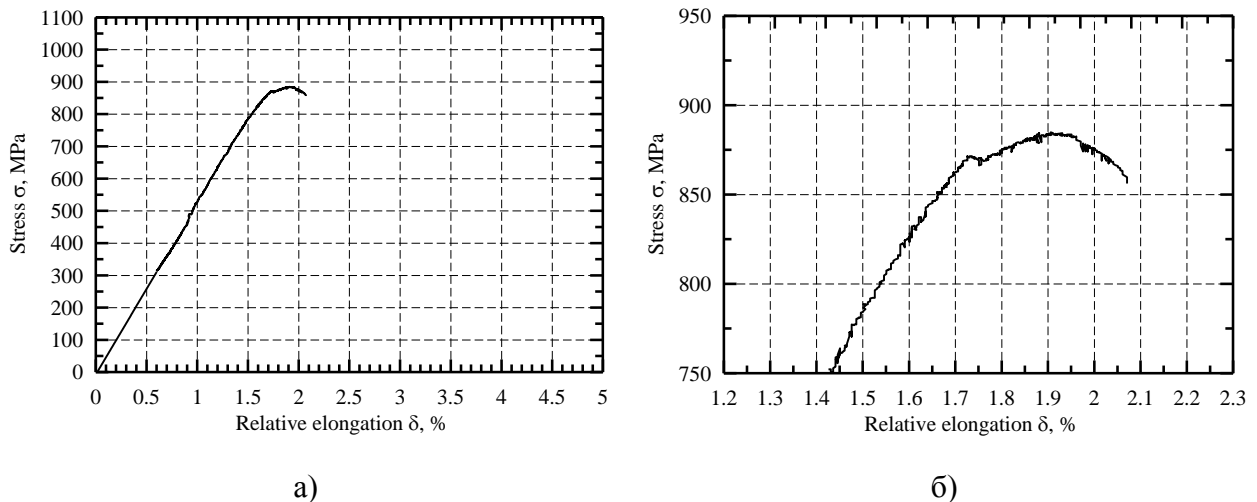 1100
1000
900
800
700
600
500
400
300
200
100
0
Stress σ, MPa
0 0.5 1 1.5 2 2.5 3 3.5 4 4.5 5
Relative elongation δ, %
а)
950
900
850
800
750
Stress σ, MPa
1.2 1.3 1.4 1.5 1.6 1.7 1.8 1.9 2 2.1 2.2 2.3
Relative elongation δ, %
б)